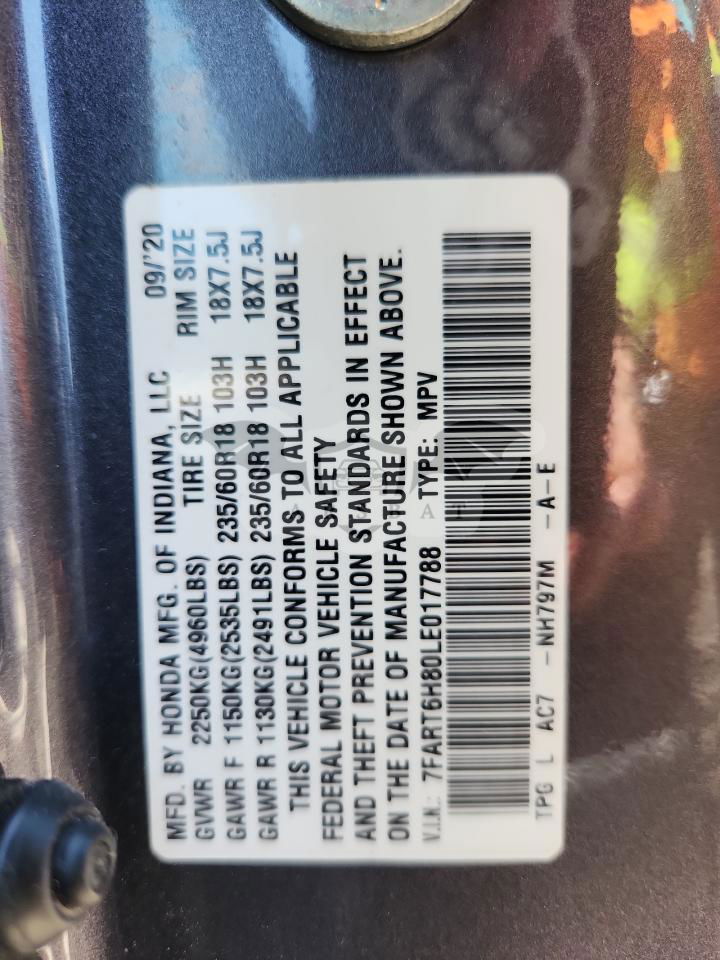 MFD. BY HONDA MFG. OF INDIANA, LLC 09/'20
GVWR 2250KG(4960LBS) TIRE SIZE RIM SIZE
GAWR F 1150KG(2535LBS) 235/60R18 103H 18X7.5J
GAWR R 1130KG(2491LBS) 235/60R18 103H 18X7.5J
THIS VEHICLE CONFORMS TO ALL APPLICABLE
FEDERAL MOTOR VEHICLE SAFETY
AND THEFT PREVENTION STANDARDS IN EFFECT
ON THE DATE OF MANUFACTURE SHOWN ABOVE.
V.I.N.: 7FART6H80LE017788 TYPE: MPV
TPG L AC7 -NH797M -A-E